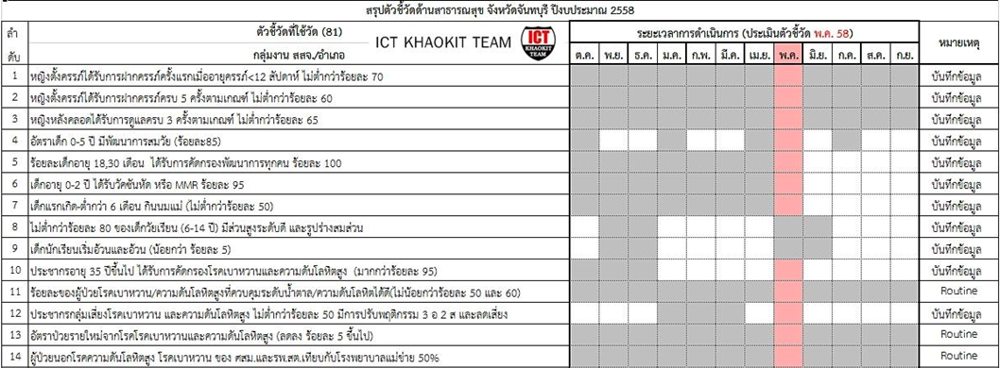 สรุปตัวชี้วัดด้านสาธารณสุข จังหวัดจันทบุรี ปีงบประมาณ 2558
ลำดับ ตัวชี้วัดที่ใช้วัด (81) ICT KHAOKIT TEAM ICT KHAOKIT TEAM ระยะเวลาการดำเนินการ (ประเมินตัวชี้วัด พ.ค. 58) หมายเหตุ
กลุ่มงาน สสจ./อำเภอ ต.ค. พ.ย. ธ.ค. ม.ค. ก.พ. มี.ค. เม.ย. พ.ค. มิ.ย. ก.ค. ส.ค. ก.ย.
1 หญิงตั้งครรภ์ได้รับการฝากครรภ์ครั้งแรกเมื่ออายุครรภ์<12 สัปดาห์ ไม่ต่ำกว่าร้อยละ 70 บันทึกข้อมูล
2 หญิงตั้งครรภ์ได้รับการฝากครรภ์ครบ 5 ครั้งตามเกณฑ์ ไม่ต่ำกว่าร้อยละ 60 บันทึกข้อมูล
3 หญิงหลังคลอดได้รับการดูแลครบ 3 ครั้งตามเกณฑ์ ไม่ต่ำกว่าร้อยละ 65 บันทึกข้อมูล
4 อัตราเด็ก 0-5 ปี มีพัฒนาการสมวัย (ร้อยละ85) บันทึกข้อมูล
5 ร้อยละเด็กอายุ 18,30 เดือน ได้รับการคัดกรองพัฒนาการทุกคน ร้อยละ 100 บันทึกข้อมูล
6 เด็กอายุ 0-2 ปี ได้รับวัคซีนหัด หรือ MMR ร้อยละ 95 บันทึกข้อมูล
7 เด็กแรกเกิด-ต่ำกว่า 6 เดือน กินนมแม่ (ไม่ต่ำกว่าร้อยละ 50) บันทึกข้อมูล
8 ไม่ต่ำกว่าร้อยละ 80 ของเด็กวัยเรียน (6-14 ปี) มีส่วนสูงระดับดี และรูปร่างสมส่วน บันทึกข้อมูล
9 เด็กนักเรียนเริ่มอ้วนและอ้วน (น้อยกว่า ร้อยละ 5) บันทึกข้อมูล
10 ประชากรอายุ 35 ปีขึ้นไป ได้รับการคัดกรองโรคเบาหวานและความดันโลหิตสูง (มากกว่าร้อยละ 95) บันทึกข้อมูล
11 ร้อยละของผู้ป่วยโรคเบาหวาน/ความดันโลหิตสูงที่ควบคุมระดับน้ำตาล/ความดันโลหิตได้ดี(ไม่น้อยกว่าร้อยละ 50 และ 60) Routine
12 ประชากรกลุ่มเสี่ยงโรคเบาหวาน และความดันโลหิตสูง ไม่ต่ำกว่าร้อยละ 50 มีการปรับพฤติกรรม 3 อ 2 ส และลดเสี่ยง บันทึกข้อมูล
13 อัตราป่วยรายใหม่จากโรคโรคเบาหวานและความดันโลหิตสูง (ลดลง ร้อยละ 5 ขึ้นไป) Routine
14 ผู้ป่วยนอกโรคความดันโลหิตสูง โรคเบาหวาน ของ ศสม.และรพ.สต.เทียบกับโรงพยาบาลแม่ข่าย 50% Routine